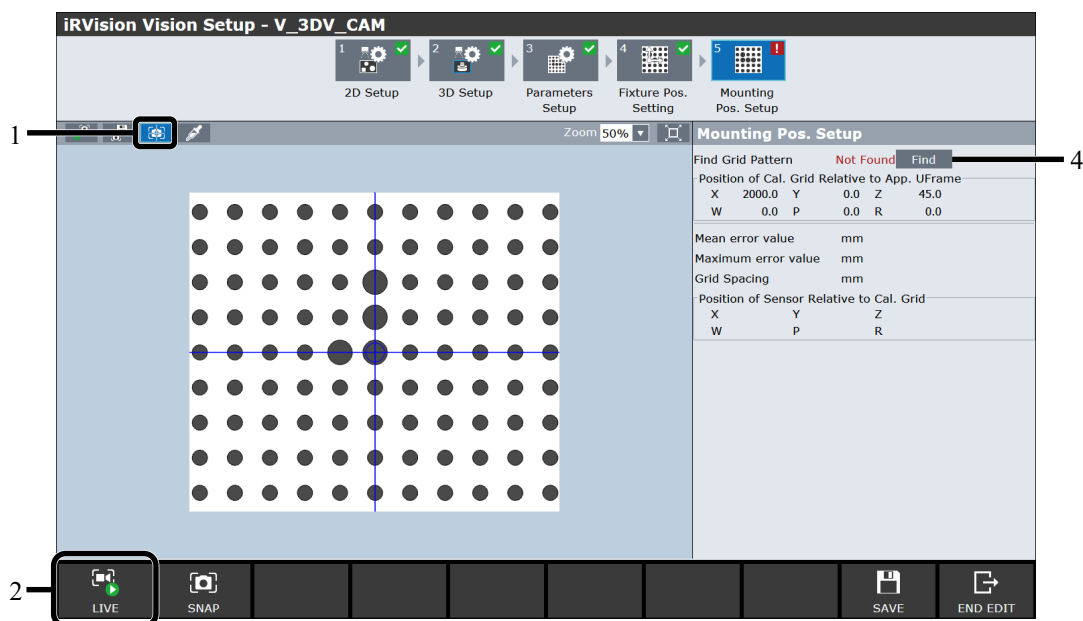 iRVision Vision Setup - V_3DV_CAM
1 2 3 4 5 !
2D Setup 3D Setup Parameters Setup Fixture Pos. Setting Mounting Pos. Setup
1
Zoom 50%
Mounting Pos. Setup
Find Grid Pattern Not Found Find
4
Position of Cal. Grid Relative to App. UFrame
X 2000.0 Y 0.0 Z 45.0
W 0.0 P 0.0 R 0.0
Mean error value mm
Maximum error value mm
Grid Spacing mm
Position of Sensor Relative to Cal. Grid
X Y Z
W P R
2
LIVE SNAP SAVE END EDIT